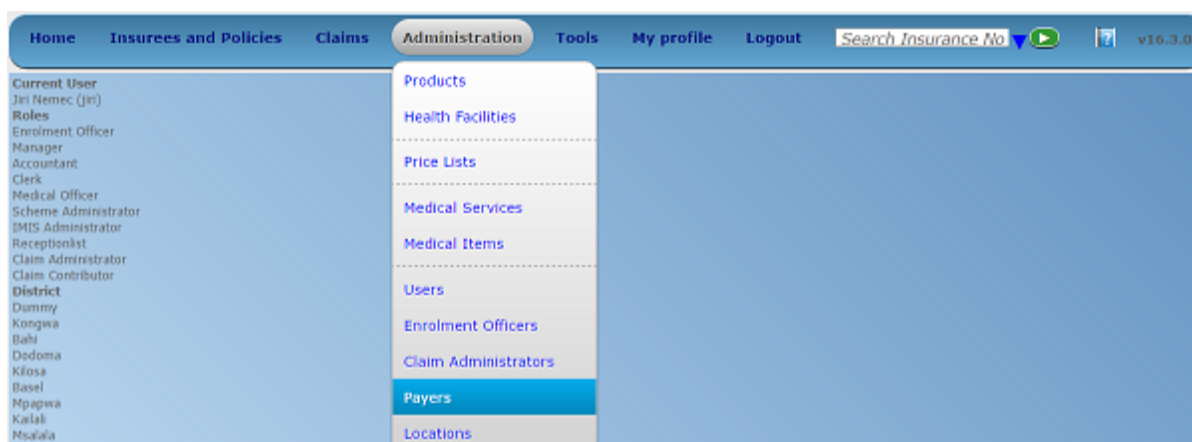 Home Insurees and Policies Claims Administration Tools My profile Logout Search Insurance No v16.3.0
Current User
Jiri Nemec (jiri)
Roles
Enrolment Officer
Manager
Accountant
Clerk
Medical Officer
Scheme Administrator
IMIS Administrator
Receptionlist
Claim Administrator
Claim Contributor
District
Dummy
Kongwa
Bahi
Dodoma
Kilosa
Basel
Mpapwa
Kailali
Msalala
Products
Health Facilities
Price Lists
Medical Services
Medical Items
Users
Enrolment Officers
Claim Administrators
Payers
Locations